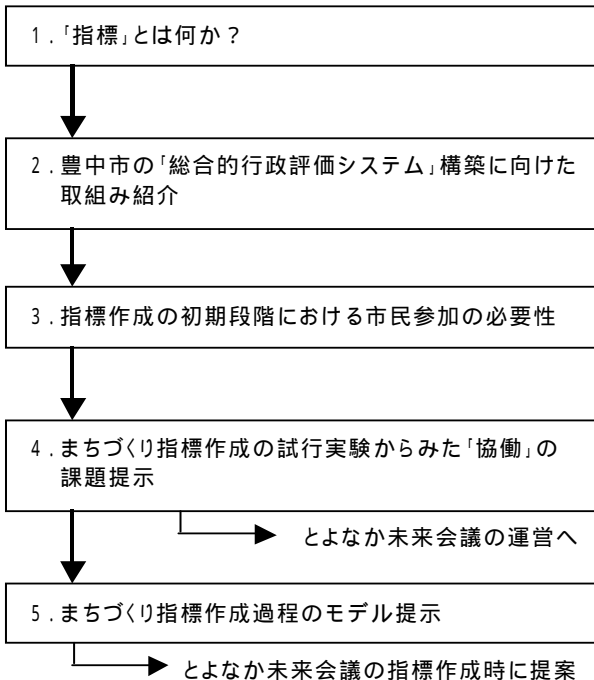 1．「指標」とは何か？
2．豊中市の「総合的行政評価システム」構築に向けた
取組み紹介
3．指標作成の初期段階における市民参加の必要性
4．まちづくり指標作成の試行実験からみた「協働」の
課題提示
とよなか未来会議の運営へ
5．まちづくり指標作成過程のモデル提示
とよなか未来会議の指標作成時に提案